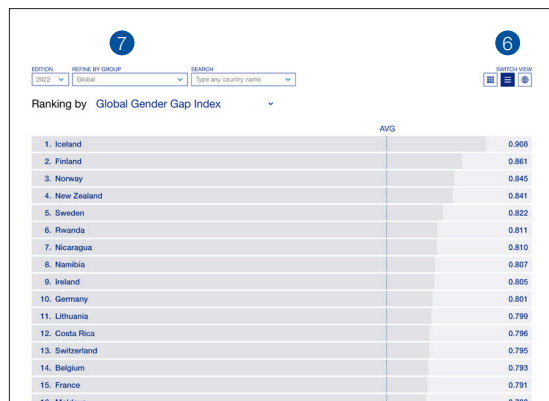 7 6
EDITION REFINE BY GROUP SEARCH SWITCH VIEW
2022 Global Type any country name
Ranking by Global Gender Gap Index
AVG
1. Iceland 0.908
2. Finland 0.861
3. Norway 0.845
4. New Zealand 0.841
5. Sweden 0.822
6. Rwanda 0.811
7. Nicaragua 0.810
8. Namibia 0.807
9. Ireland 0.805
10. Germany 0.801
11. Lithuania 0.799
12. Costa Rica 0.796
13. Switzerland 0.795
14. Belgium 0.793
15. France 0.791